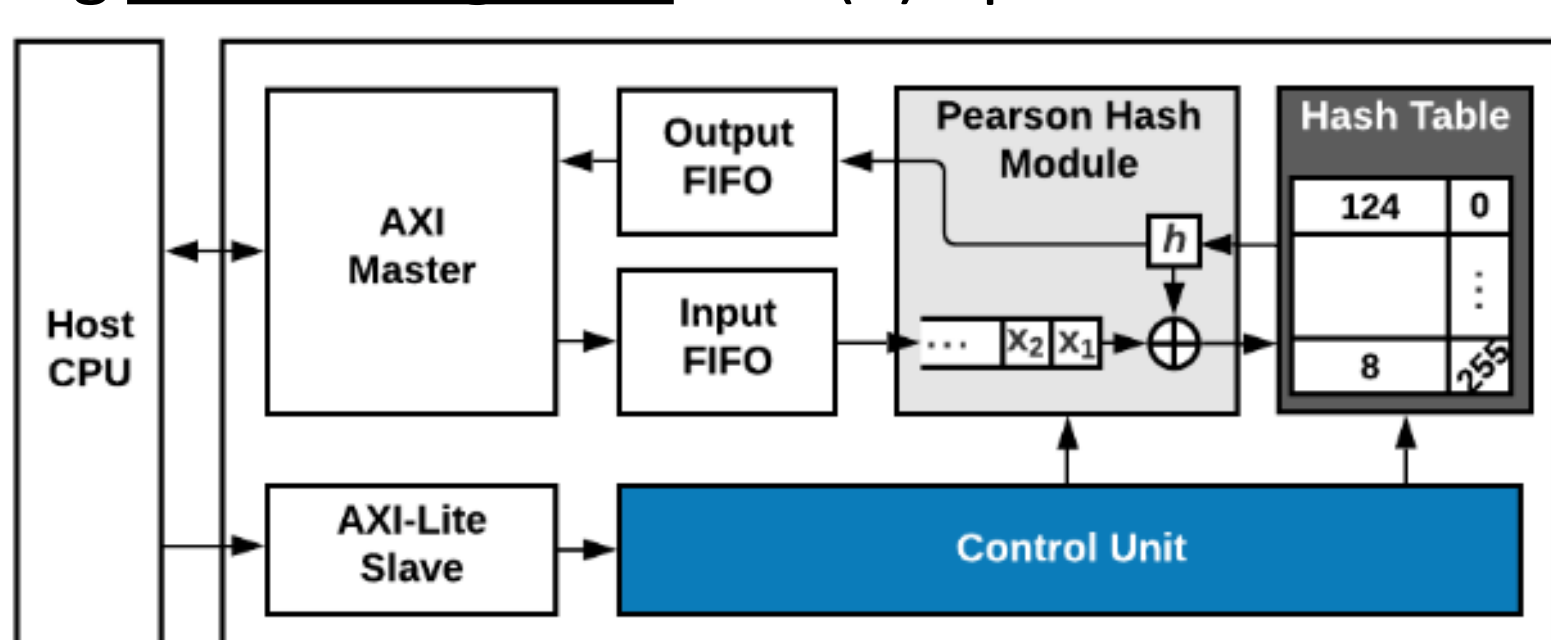 Host
CPU
AXI
Master
Output
FIFO
Input
FIFO
Pearson Hash
Module
h
... x₂ x₁
Hash Table
124 0
⋮
8 255
AXI-Lite
Slave
Control Unit